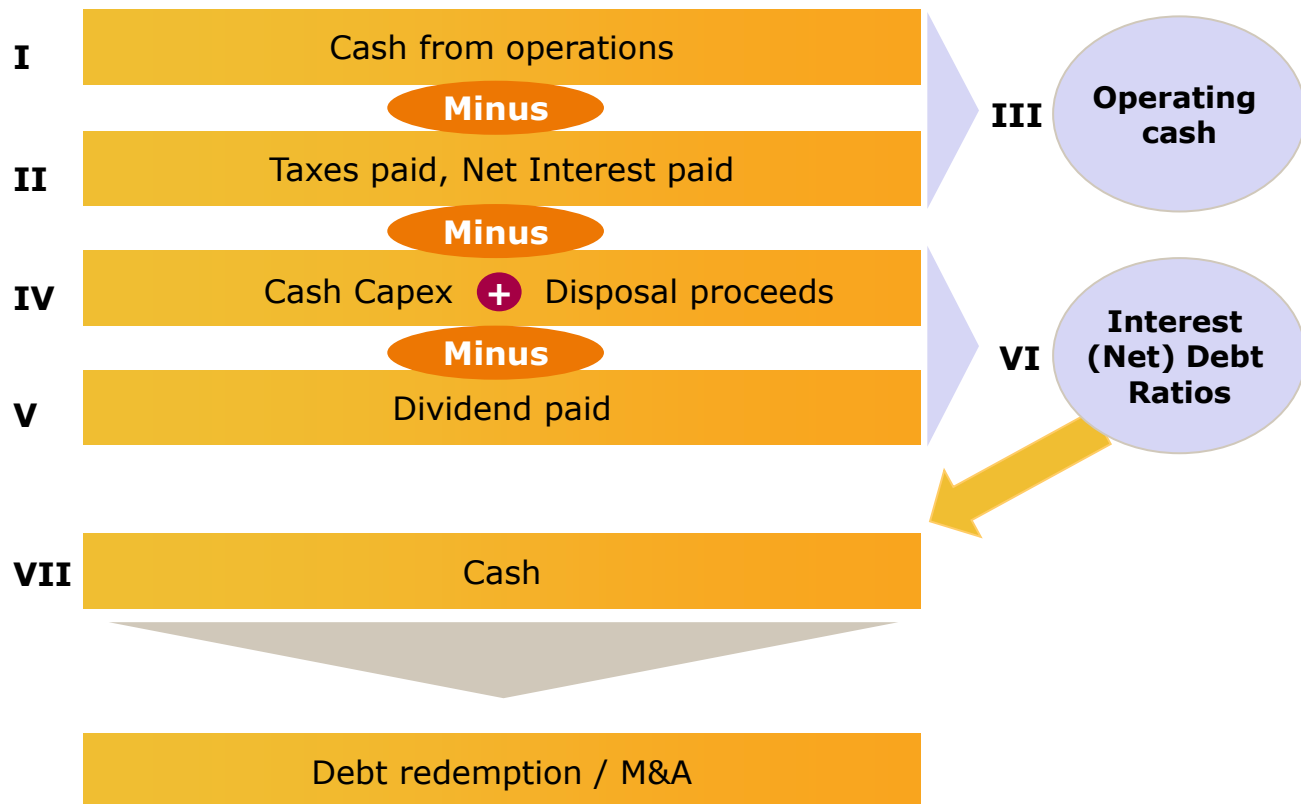 I
Cash from operations
Minus
II
Taxes paid, Net Interest paid
III
Operating
cash
Minus
IV
Cash Capex + Disposal proceeds
Minus
V
Dividend paid
VI
Interest
(Net) Debt
Ratios
VII
Cash
Debt redemption / M&A